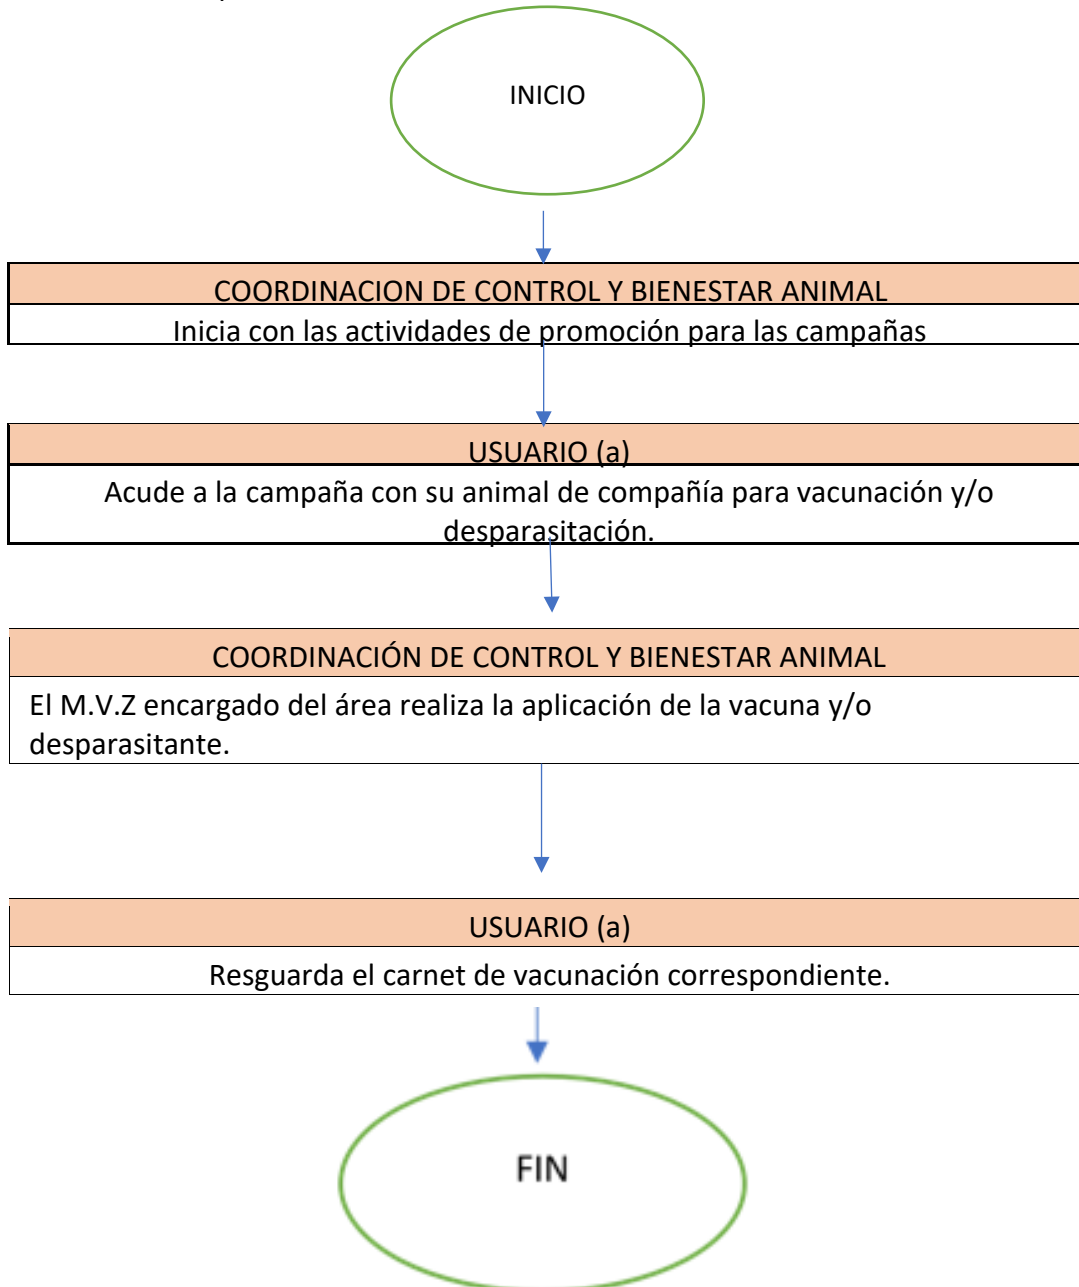 INICIO
COORDINACION DE CONTROL Y BIENESTAR ANIMAL
Inicia con las actividades de promoción para las campañas
USUARIO (a)
Acude a la campaña con su animal de compañía para vacunación y/o
desparasitación.
COORDINACIÓN DE CONTROL Y BIENESTAR ANIMAL
El M.V.Z encargado del área realiza la aplicación de la vacuna y/o
desparasitante.
USUARIO (a)
Resguarda el carnet de vacunación correspondiente.
FIN